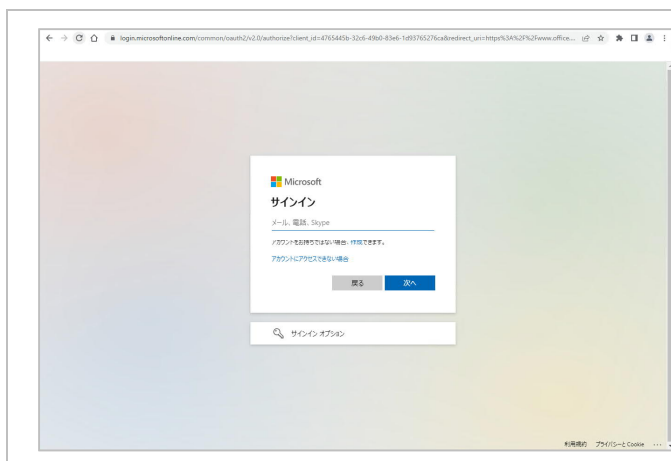 login.microsoftonline.com/common/oauth2/v2.0/authorize?client_id=4765445b-32c6-49b0-83e6-1d93765276ca&redirect_uri=https%3A%2F%2Fwww.office...
Microsoft
サインイン
メール、電話、Skype
アカウントをお持ちではない場合、作成できます。
アカウントにアクセスできない場合
戻る 次へ
サインイン オプション
利用規約 プライバシーと Cookie ...